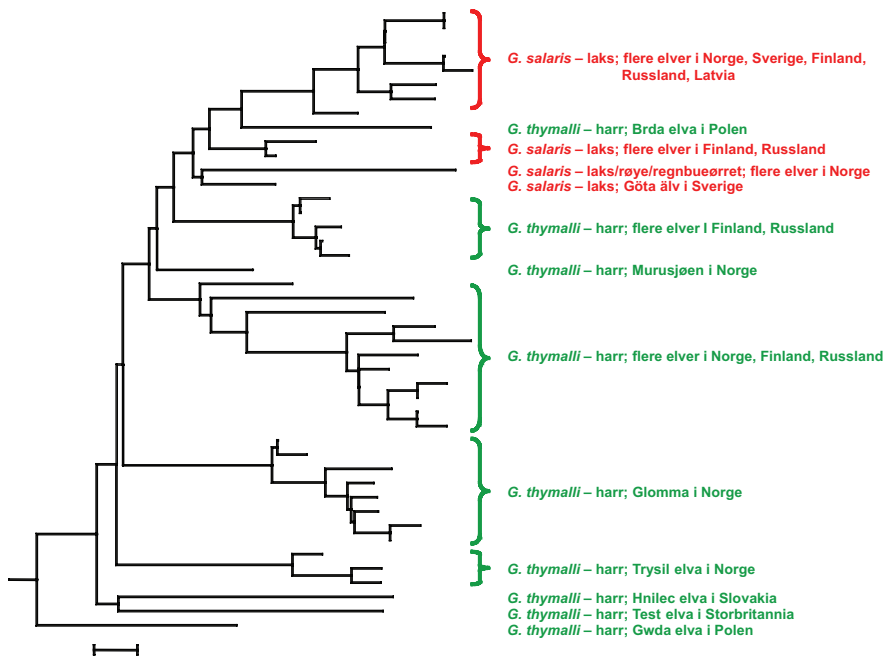 G. salaris – laks; flere elver i Norge, Sverige, Finland,
Russland, Latvia
G. thymalli – harr; Brda elva i Polen
G. salaris – laks; flere elver i Finland, Russland
G. salaris – laks/røye/regnbueørret; flere elver i Norge
G. salaris – laks; Göta älv i Sverige
G. thymalli – harr; flere elver I Finland, Russland
G. thymalli – harr; Murusjøen i Norge
G. thymalli – harr; flere elver i Norge, Finland, Russland
G. thymalli – harr; Glomma i Norge
G. thymalli – harr; Trysil elva i Norge
G. thymalli – harr; Hnilec elva i Slovakia
G. thymalli – harr; Test elva i Storbritannia
G. thymalli – harr; Gwda elva i Polen